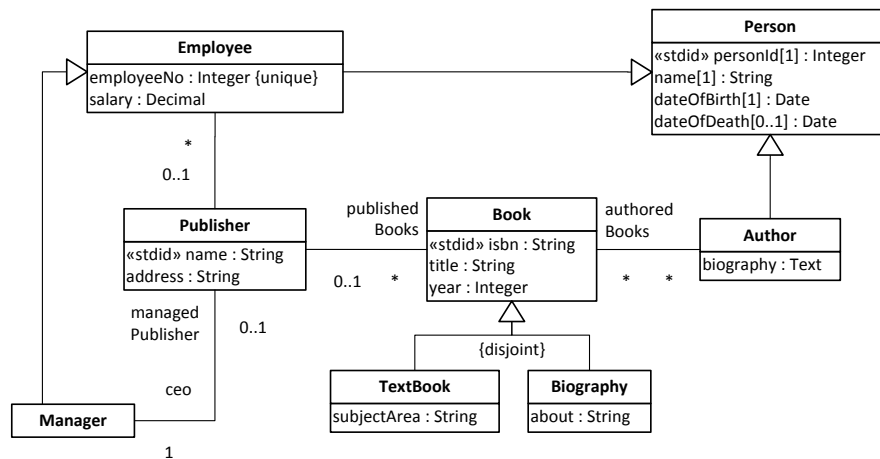 Employee
employeeNo : Integer {unique}
salary : Decimal
Person
«stdid» personId[1] : Integer
name[1] : String
dateOfBirth[1] : Date
dateOfDeath[0..1] : Date
*
0..1
Publisher
«stdid» name : String
address : String
published
Books
0..1
*
Book
«stdid» isbn : String
title : String
year : Integer
authored
Books
*
*
Author
biography : Text
managed
Publisher
0..1
{disjoint}
TextBook
subjectArea : String
Biography
about : String
ceo
Manager
1